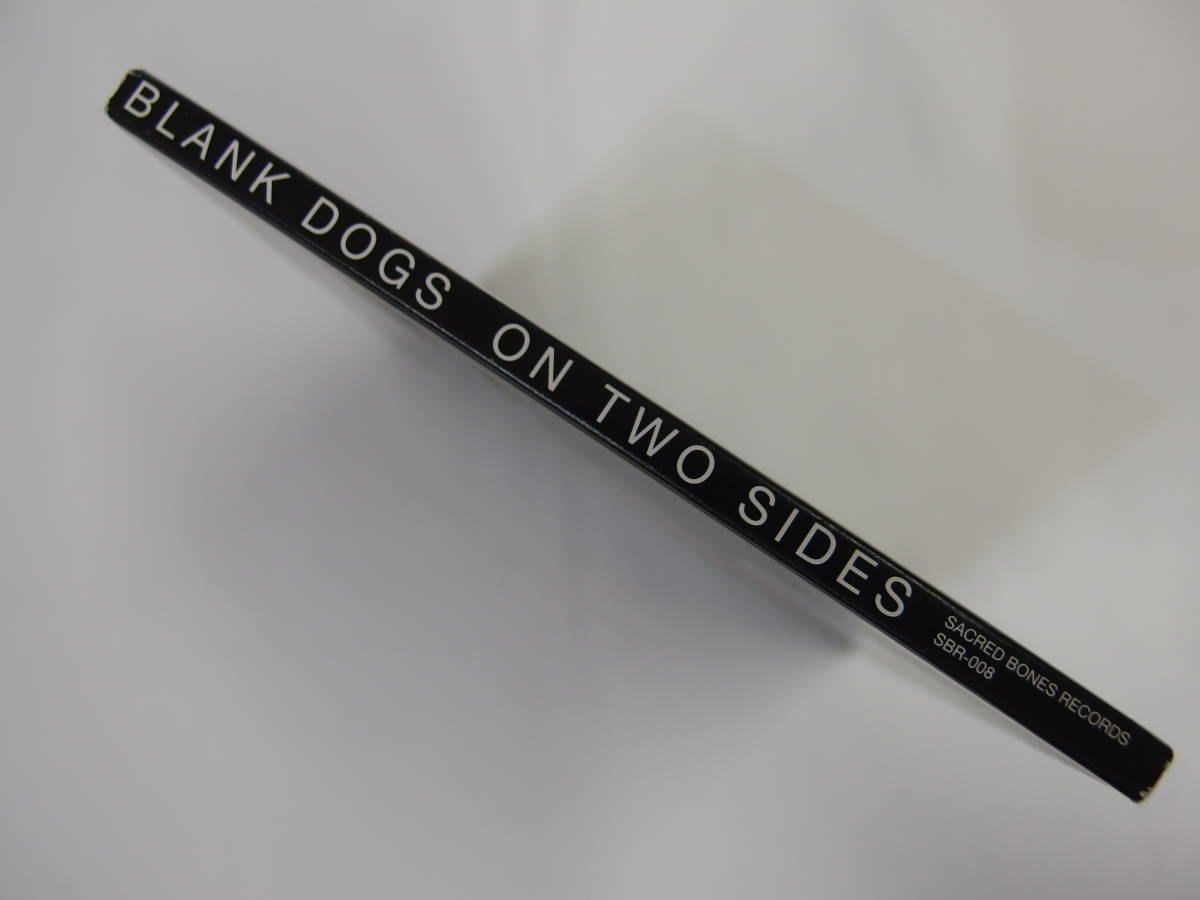 BLANK DOGS ON TWO SIDES
SACRED BONES RECORDS
SBR-008